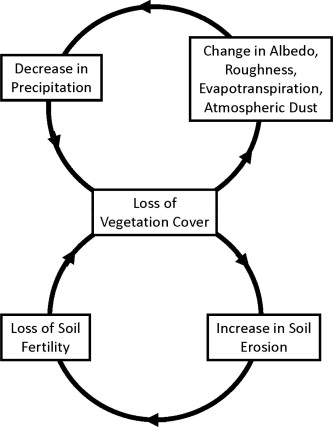 Change in Albedo,
Roughness,
Evapotranspiration,
Atmospheric Dust
Decrease in
Precipitation
Loss of
Vegetation Cover
Loss of Soil
Fertility
Increase in Soil
Erosion